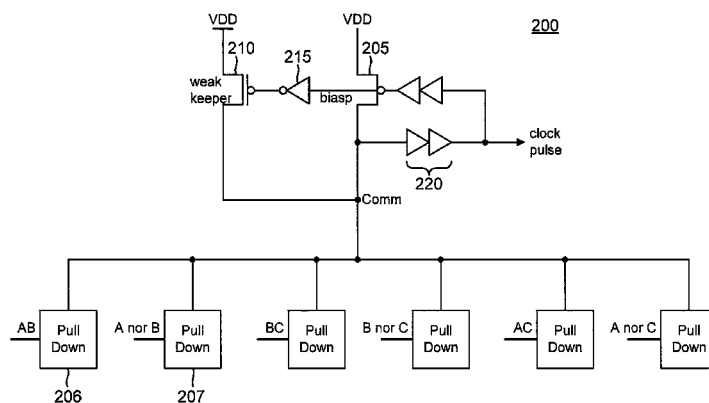 VDD
VDD
200
210
215
205
weak
keeper
biasp
clock
pulse
220
Comm
AB
Pull
Down
A nor B
Pull
Down
BC
Pull
Down
B nor C
Pull
Down
AC
Pull
Down
A nor C
Pull
Down
206
207